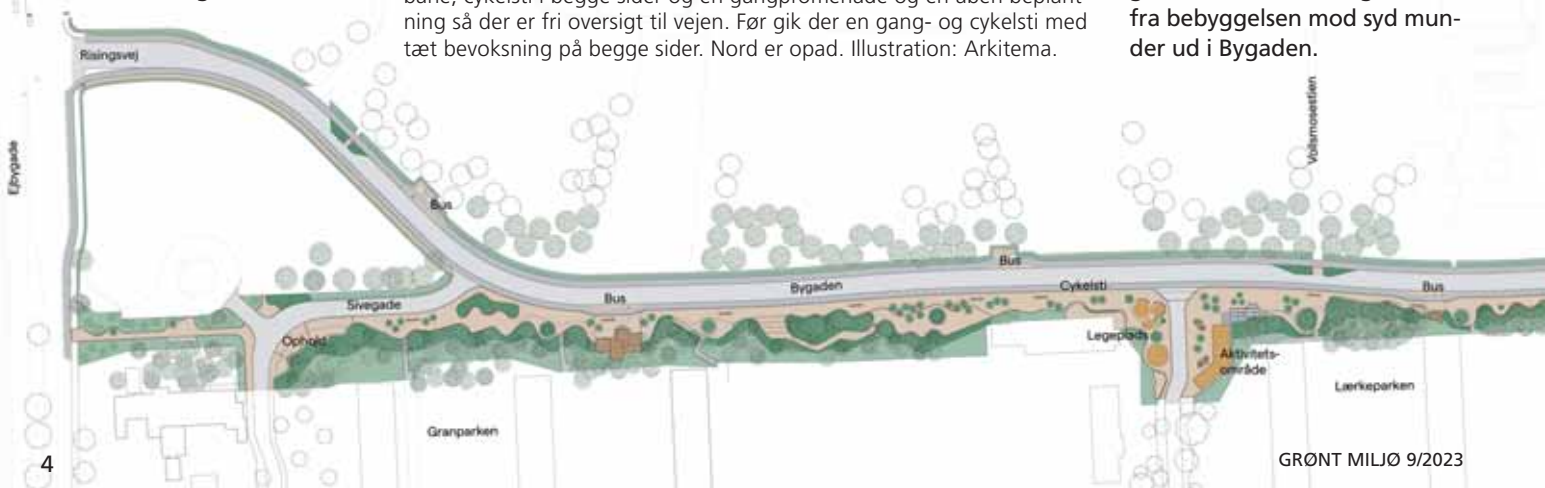 bane, cykelsti i begge sider og en gangpromenade og en åben beplant-
ning så der er fri oversigt til vejen. Før gik der en gang- og cykelsti med
tæt bevoksning på begge sider. Nord er opad. Illustration: Arkitema.
fra bebyggelsen mod syd mun-
der ud i Bygaden.
Risingsvej
Ejbygade
Vollsmosestien
Bus
Bus
Bygaden
Cykelsti
Bus
Sivegade
Bus
Ophold
Legeplads
Aktivitets-
område
Lærkeparken
Granparken
4
GRØNT MILJØ 9/2023